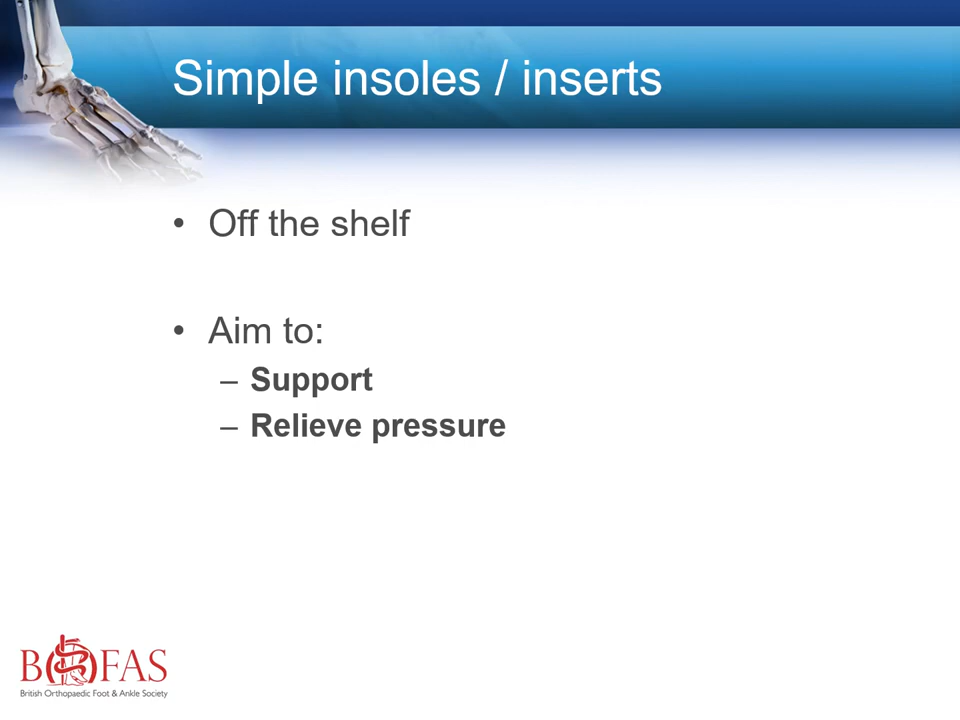 Simple insoles / inserts
• Off the shelf
• Aim to:
– Support
– Relieve pressure
BOFAS
British Orthopaedic Foot & Ankle Society